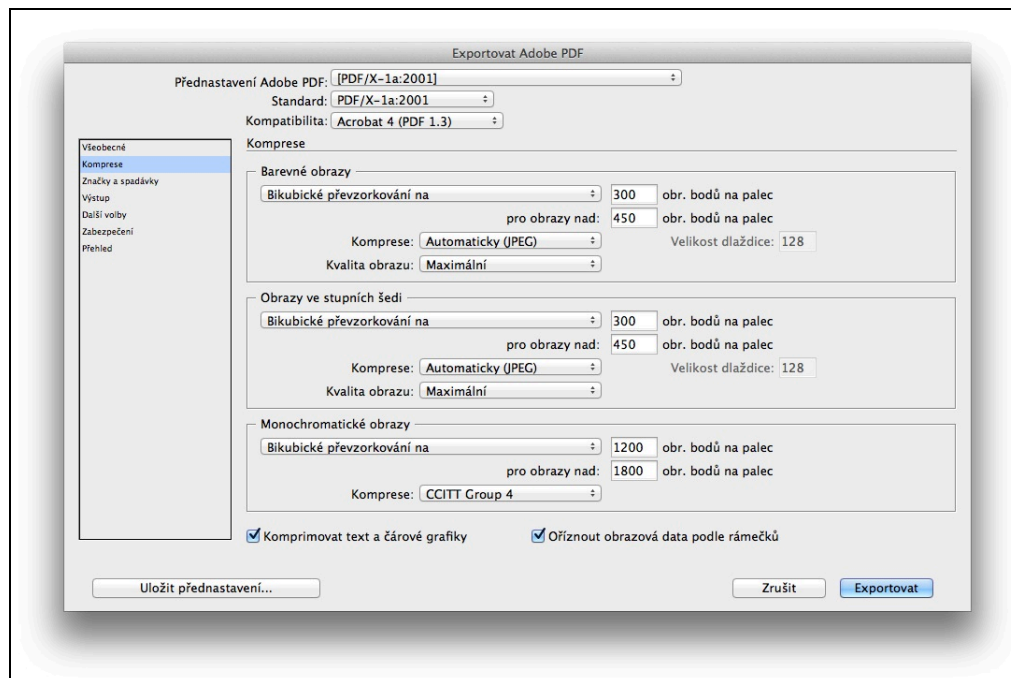 Exportovat Adobe PDF
Přednastavení Adobe PDF: [PDF/X-1a:2001]
Standard: PDF/X-1a:2001
Kompatibilita: Acrobat 4 (PDF 1.3)
Všeobecné
Komprese
Značky a spadávky
Výstup
Další volby
Zabezpečení
Přehled
Komprese
Barevné obrazy
Bikubické převzorkování na 300 obr. bodů na palec
pro obrazy nad: 450 obr. bodů na palec
Komprese: Automaticky (JPEG) Velikost dlaždice: 128
Kvalita obrazu: Maximální
Obrazy ve stupních šedi
Bikubické převzorkování na 300 obr. bodů na palec
pro obrazy nad: 450 obr. bodů na palec
Komprese: Automaticky (JPEG) Velikost dlaždice: 128
Kvalita obrazu: Maximální
Monochromatické obrazy
Bikubické převzorkování na 1200 obr. bodů na palec
pro obrazy nad: 1800 obr. bodů na palec
Komprese: CCITT Group 4
Komprimovat text a čárové grafiky Oříznout obrazová data podle rámečků
Uložit přednastavení... Zrušit Exportovat